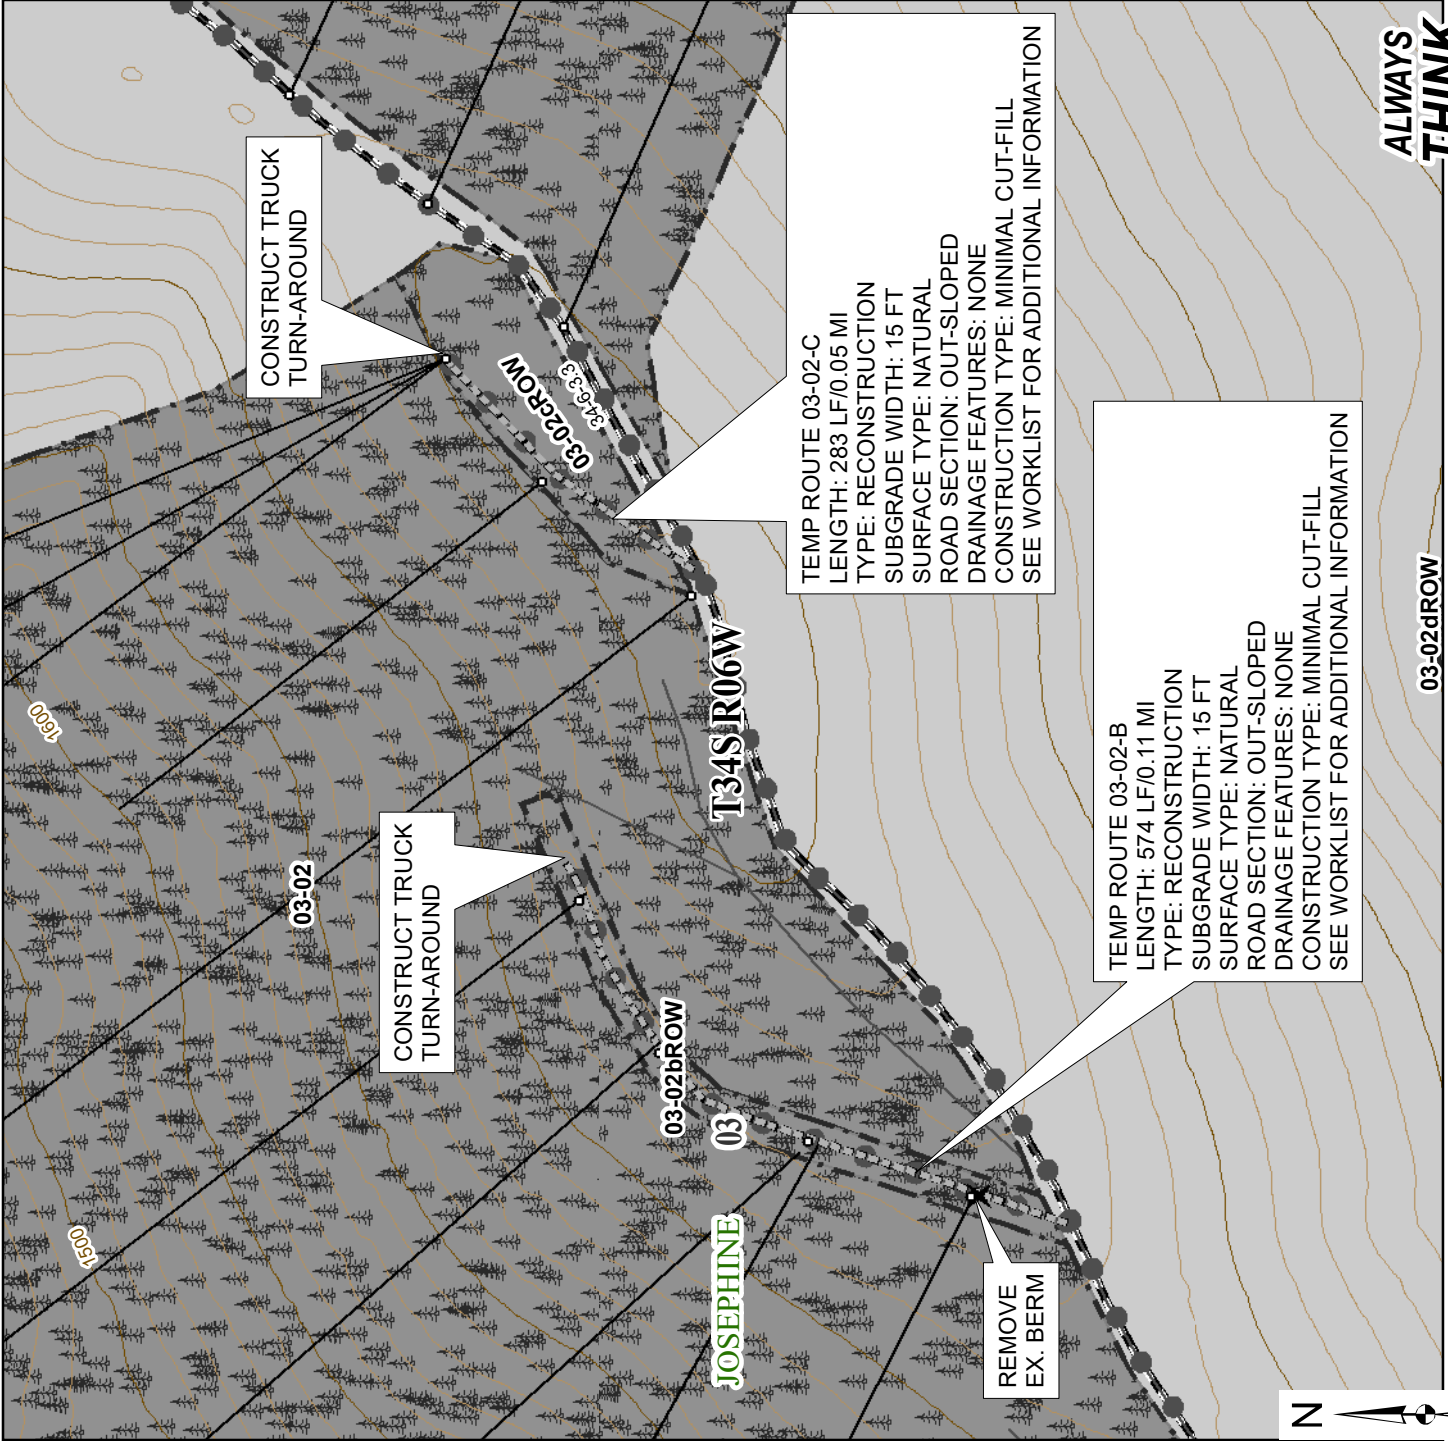 CONSTRUCT TRUCK
TURN-AROUND
1600
03-02
CONSTRUCT TRUCK
TURN-AROUND
1500
03-02cROW
34-6-3.3
03-02bROW
03
T34S R06W
JOSEPHINE
TEMP ROUTE 03-02-C
LENGTH: 283 LF/0.05 MI
TYPE: RECONSTRUCTION
SUBGRADE WIDTH: 15 FT
SURFACE TYPE: NATURAL
ROAD SECTION: OUT-SLOPED
DRAINAGE FEATURES: NONE
CONSTRUCTION TYPE: MINIMAL CUT-FILL
SEE WORKLIST FOR ADDITIONAL INFORMATION
REMOVE
EX. BERM
TEMP ROUTE 03-02-B
LENGTH: 574 LF/0.11 MI
TYPE: RECONSTRUCTION
SUBGRADE WIDTH: 15 FT
SURFACE TYPE: NATURAL
ROAD SECTION: OUT-SLOPED
DRAINAGE FEATURES: NONE
CONSTRUCTION TYPE: MINIMAL CUT-FILL
SEE WORKLIST FOR ADDITIONAL INFORMATION
ALWAYS
THINK
03-02dROW
N